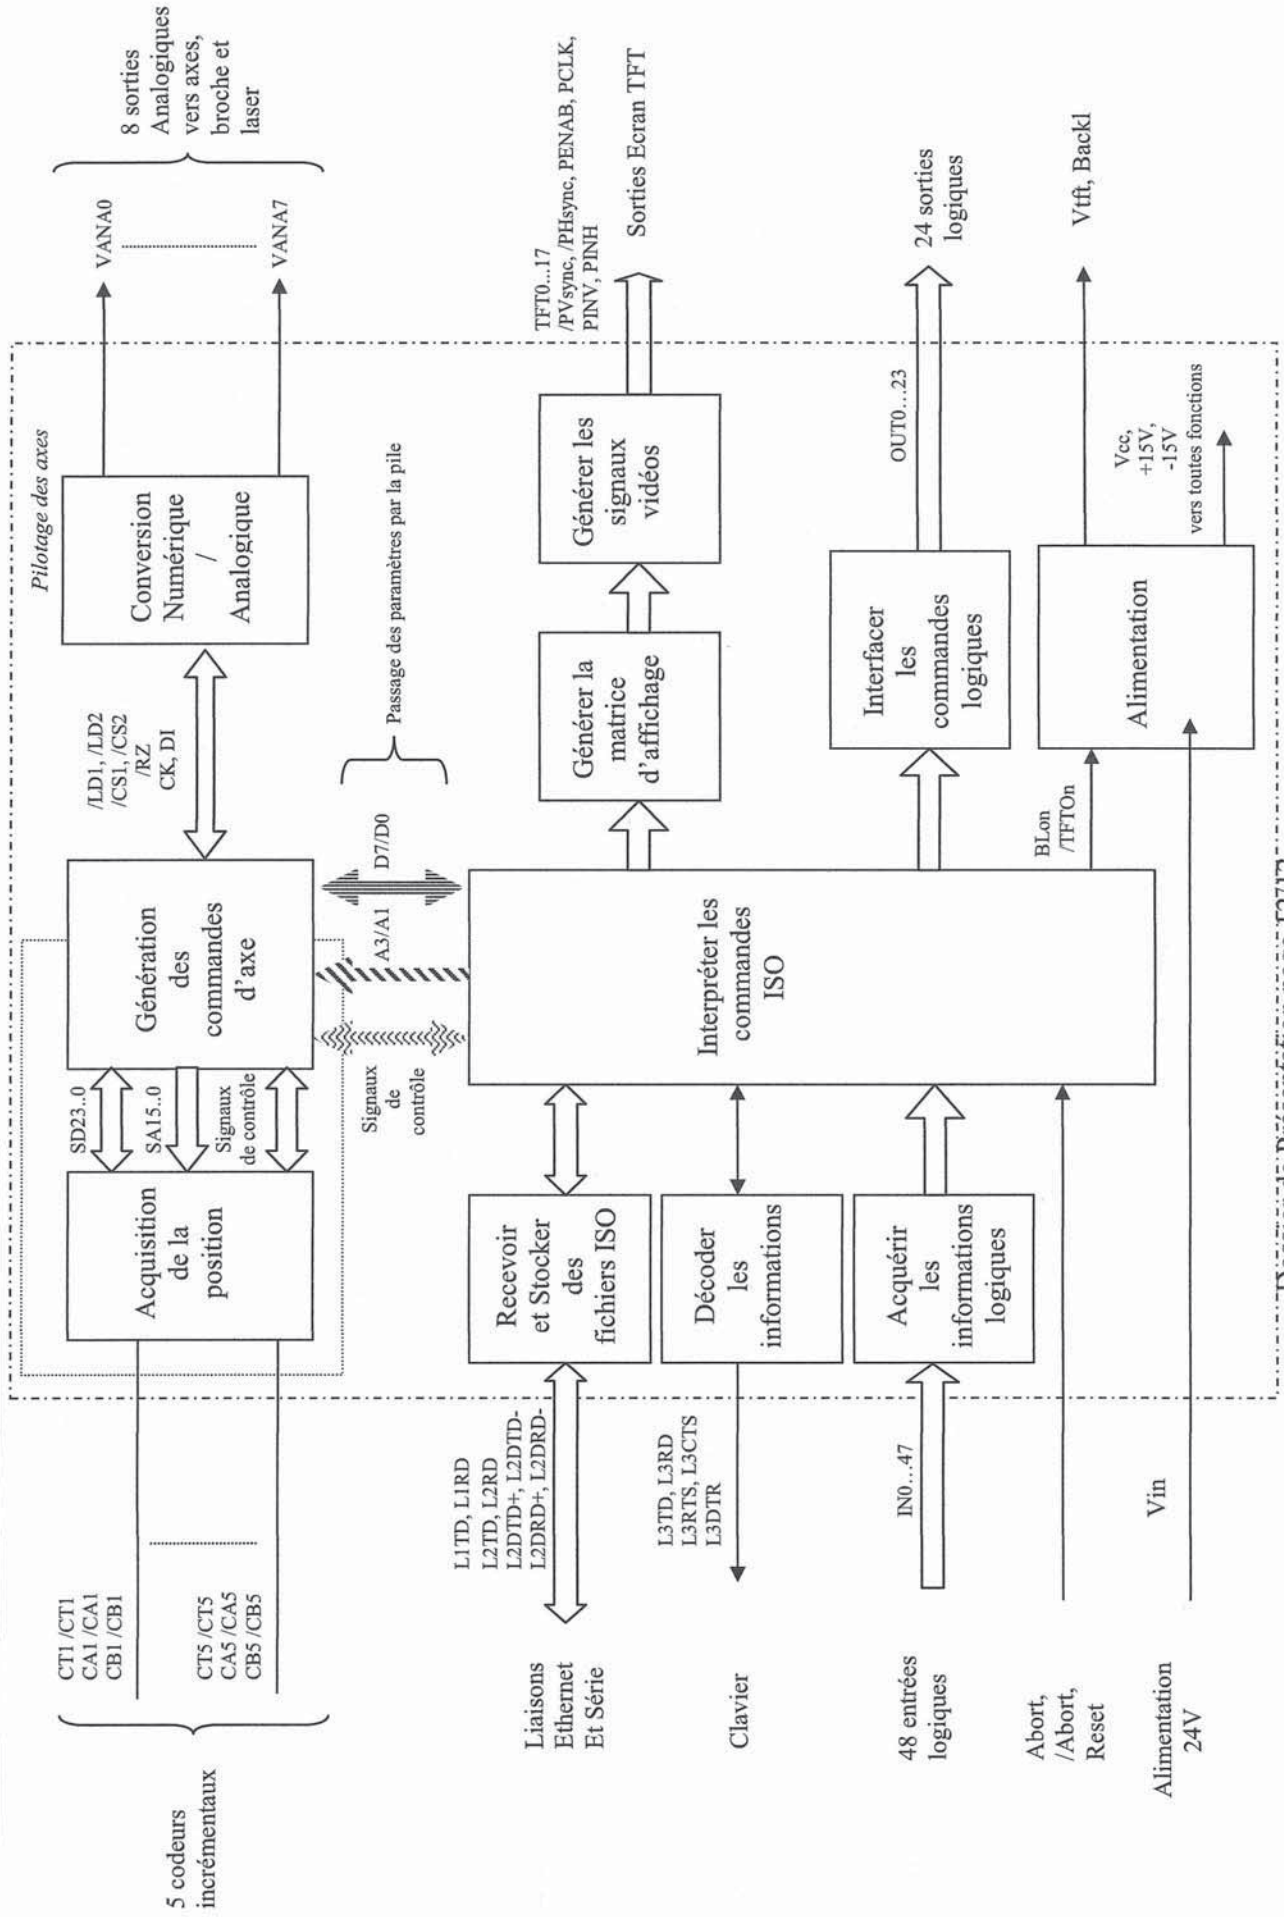 5 codeurs
incrémentaux
CT1 /CT1
CA1 /CA1
CB1 /CB1
CT5 /CT5
CA5 /CA5
CB5 /CB5
Acquisition
de la
position
SD23..0
SA15..0
Signaux
de contrôle
Génération
des
commandes
d'axe
/LD1, /LD2
/CS1, /CS2
/RZ
CK, DI
Pilotage des axes
Conversion
Numérique
/
Analogique
VANA0
VANA7
8 sorties
Analogiques
vers axes,
broche et
laser
Signaux
de
contrôle
A3/A1
D7/D0
Passage des paramètres par la pile
Liaisons
Ethernet
Et Série
L1TD, L1RD
L2TD, L2RD
L2DTD+, L2DTD-
L2DRD+, L2DRD-
Recevoir
et Stocker
des
fichiers ISO
Clavier
L3TD, L3RD
L3RTS, L3CTS
L3DTR
Décoder
les
informations
48 entrées
logiques
IN0…47
Acquérir
les
informations
logiques
Abort,
/Abort,
Reset
Alimentation
24V
Vin
Interpréter les
commandes
ISO
Générer la
matrice
d'affichage
Générer les
signaux
vidéos
TFT0...17
/PVsync, /PHsync, PENAB, PCLK,
PINV, PINH
Sorties Ecran TFT
Interfacer
les
commandes
logiques
OUT0…23
24 sorties
logiques
BLon
/TFTOn
Alimentation
Vcc,
+15V,
-15V
vers toutes fonctions
Vtft, Backl